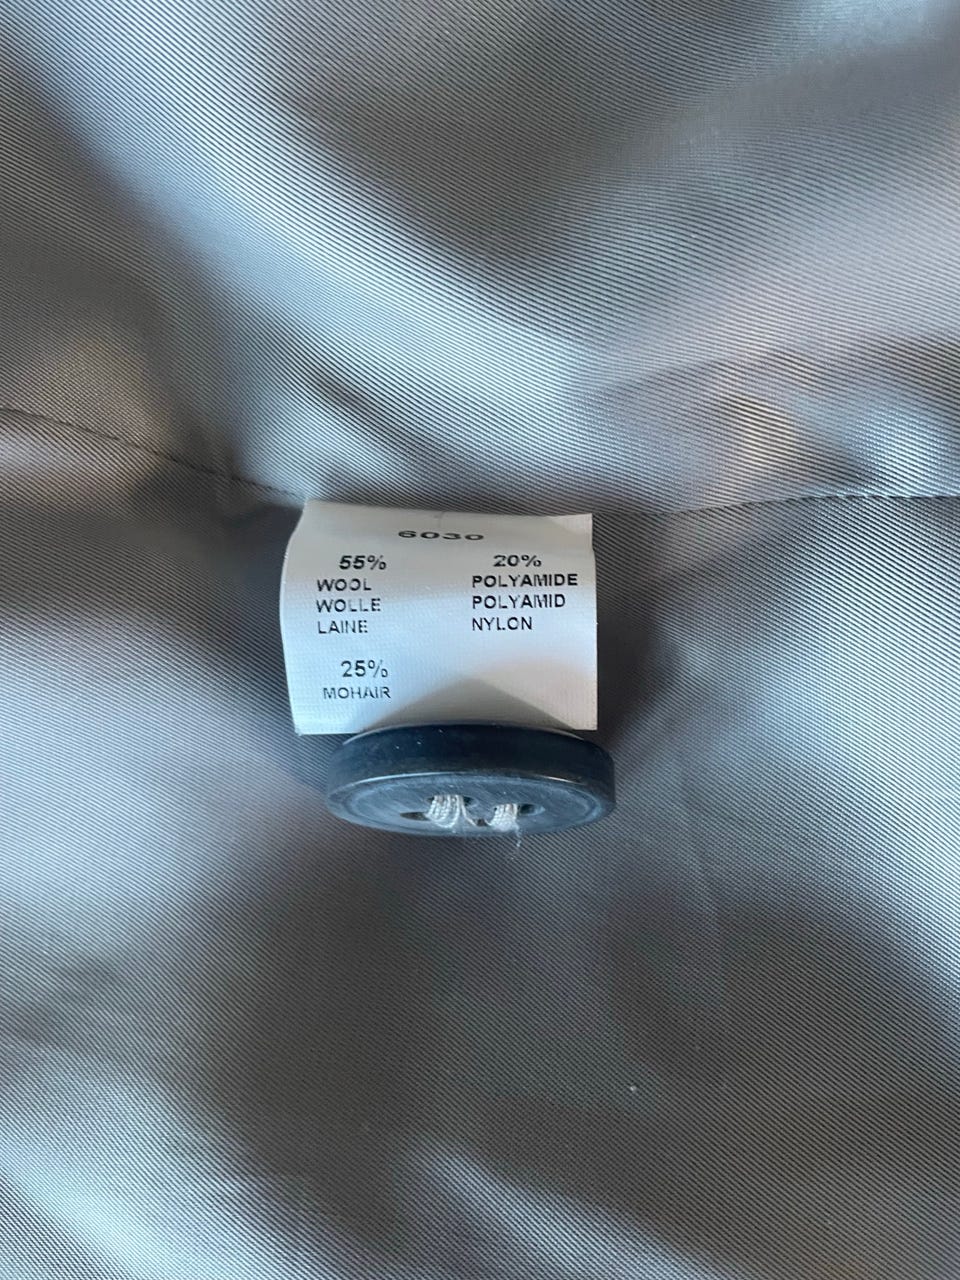 6030
55%
WOOL
WOLLE
LAINE
25%
MOHAIR
20%
POLYAMIDE
POLYAMID
NYLON